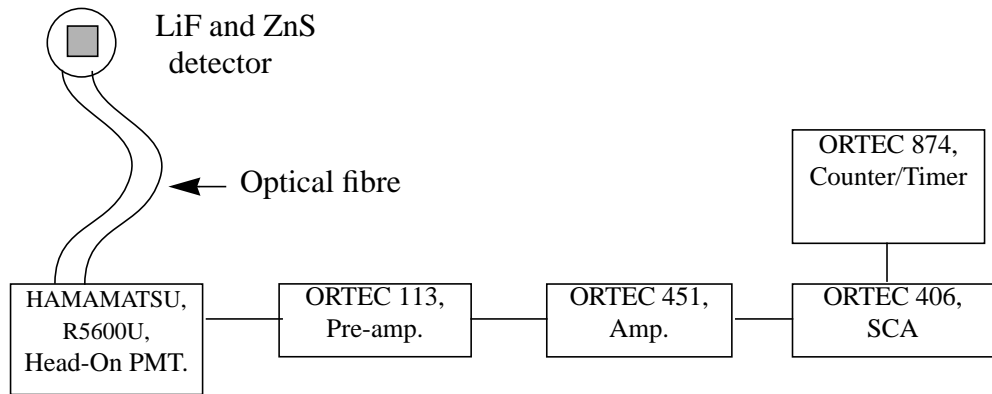 LiF and ZnS
detector
Optical fibre
ORTEC 874,
Counter/Timer
HAMAMATSU,
R5600U,
Head-On PMT.
ORTEC 113,
Pre-amp.
ORTEC 451,
Amp.
ORTEC 406,
SCA